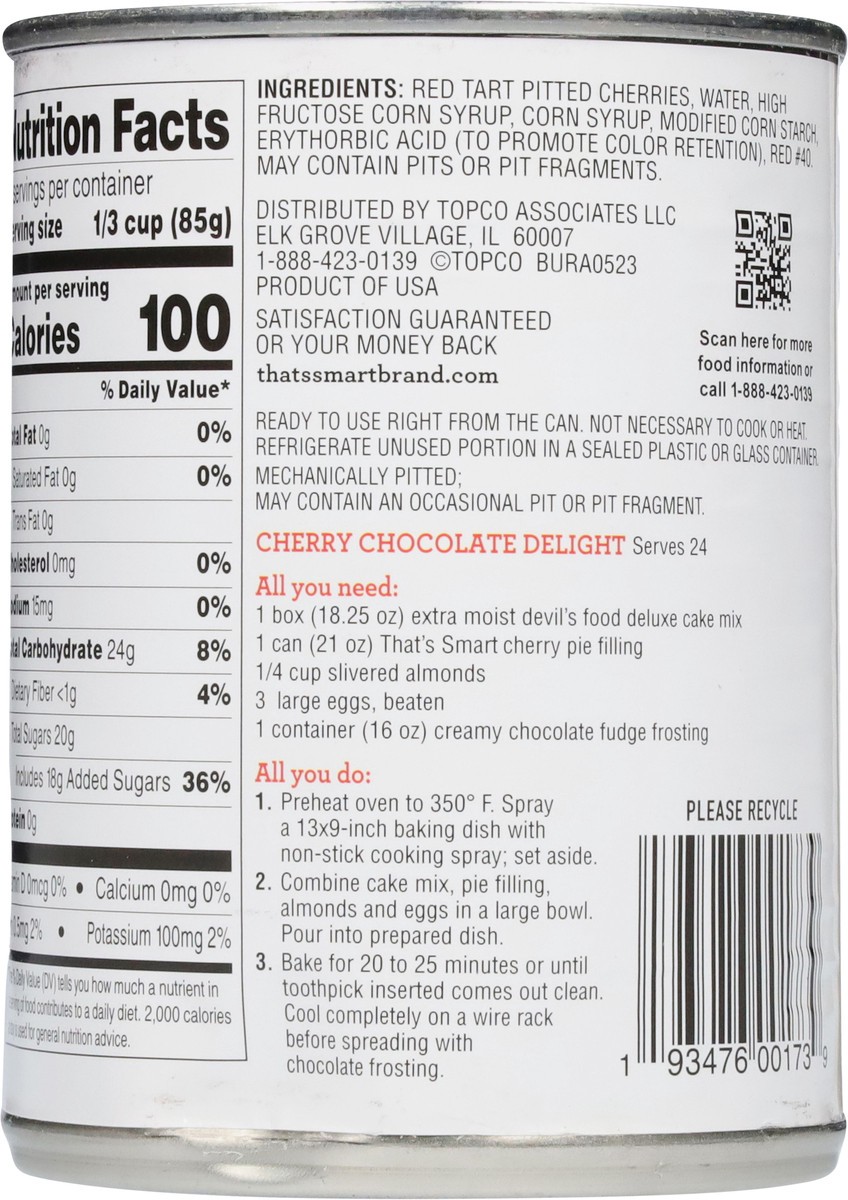 Nutrition Facts
servings per container
serving size 1/3 cup (85g)
Amount per serving
Calories 100
% Daily Value*
Total Fat 0g 0%
Saturated Fat 0g 0%
Trans Fat 0g
Cholesterol 0mg 0%
Sodium 15mg 0%
Total Carbohydrate 24g 8%
Dietary Fiber <1g 4%
Total Sugars 20g
Includes 18g Added Sugars 36%
Protein 0g
Vitamin D 0mcg 0% • Calcium 0mg 0%
0.5mg 2% • Potassium 100mg 2%
% Daily Value (DV) tells you how much a nutrient in
serving of food contributes to a daily diet. 2,000 calories
used for general nutrition advice.
INGREDIENTS: RED TART PITTED CHERRIES, WATER, HIGH
FRUCTOSE CORN SYRUP, CORN SYRUP, MODIFIED CORN STARCH,
ERYTHORBIC ACID (TO PROMOTE COLOR RETENTION), RED #40.
MAY CONTAIN PITS OR PIT FRAGMENTS.
DISTRIBUTED BY TOPCO ASSOCIATES LLC
ELK GROVE VILLAGE, IL 60007
1-888-423-0139 ©TOPCO BURA0523
PRODUCT OF USA
SATISFACTION GUARANTEED
OR YOUR MONEY BACK
thatssmartbrand.com
Scan here for more
food information or
call 1-888-423-0139
READY TO USE RIGHT FROM THE CAN. NOT NECESSARY TO COOK OR HEAT.
REFRIGERATE UNUSED PORTION IN A SEALED PLASTIC OR GLASS CONTAINER.
MECHANICALLY PITTED;
MAY CONTAIN AN OCCASIONAL PIT OR PIT FRAGMENT.
CHERRY CHOCOLATE DELIGHT Serves 24
All you need:
1 box (18.25 oz) extra moist devil's food deluxe cake mix
1 can (21 oz) That's Smart cherry pie filling
1/4 cup slivered almonds
3 large eggs, beaten
1 container (16 oz) creamy chocolate fudge frosting
All you do:
1. Preheat oven to 350° F. Spray
a 13x9-inch baking dish with
non-stick cooking spray; set aside.
2. Combine cake mix, pie filling,
almonds and eggs in a large bowl.
Pour into prepared dish.
3. Bake for 20 to 25 minutes or until
toothpick inserted comes out clean.
Cool completely on a wire rack
before spreading with
chocolate frosting.
PLEASE RECYCLE
1 93476 00173 9